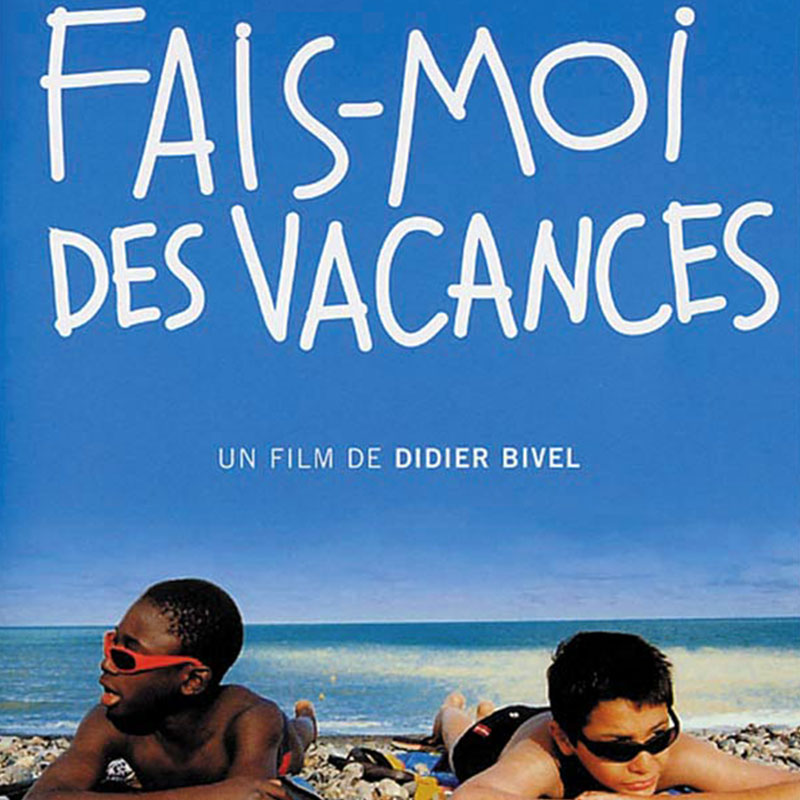 FAIS-MOI
DES VACANCES
UN FILM DE DIDIER BIVEL